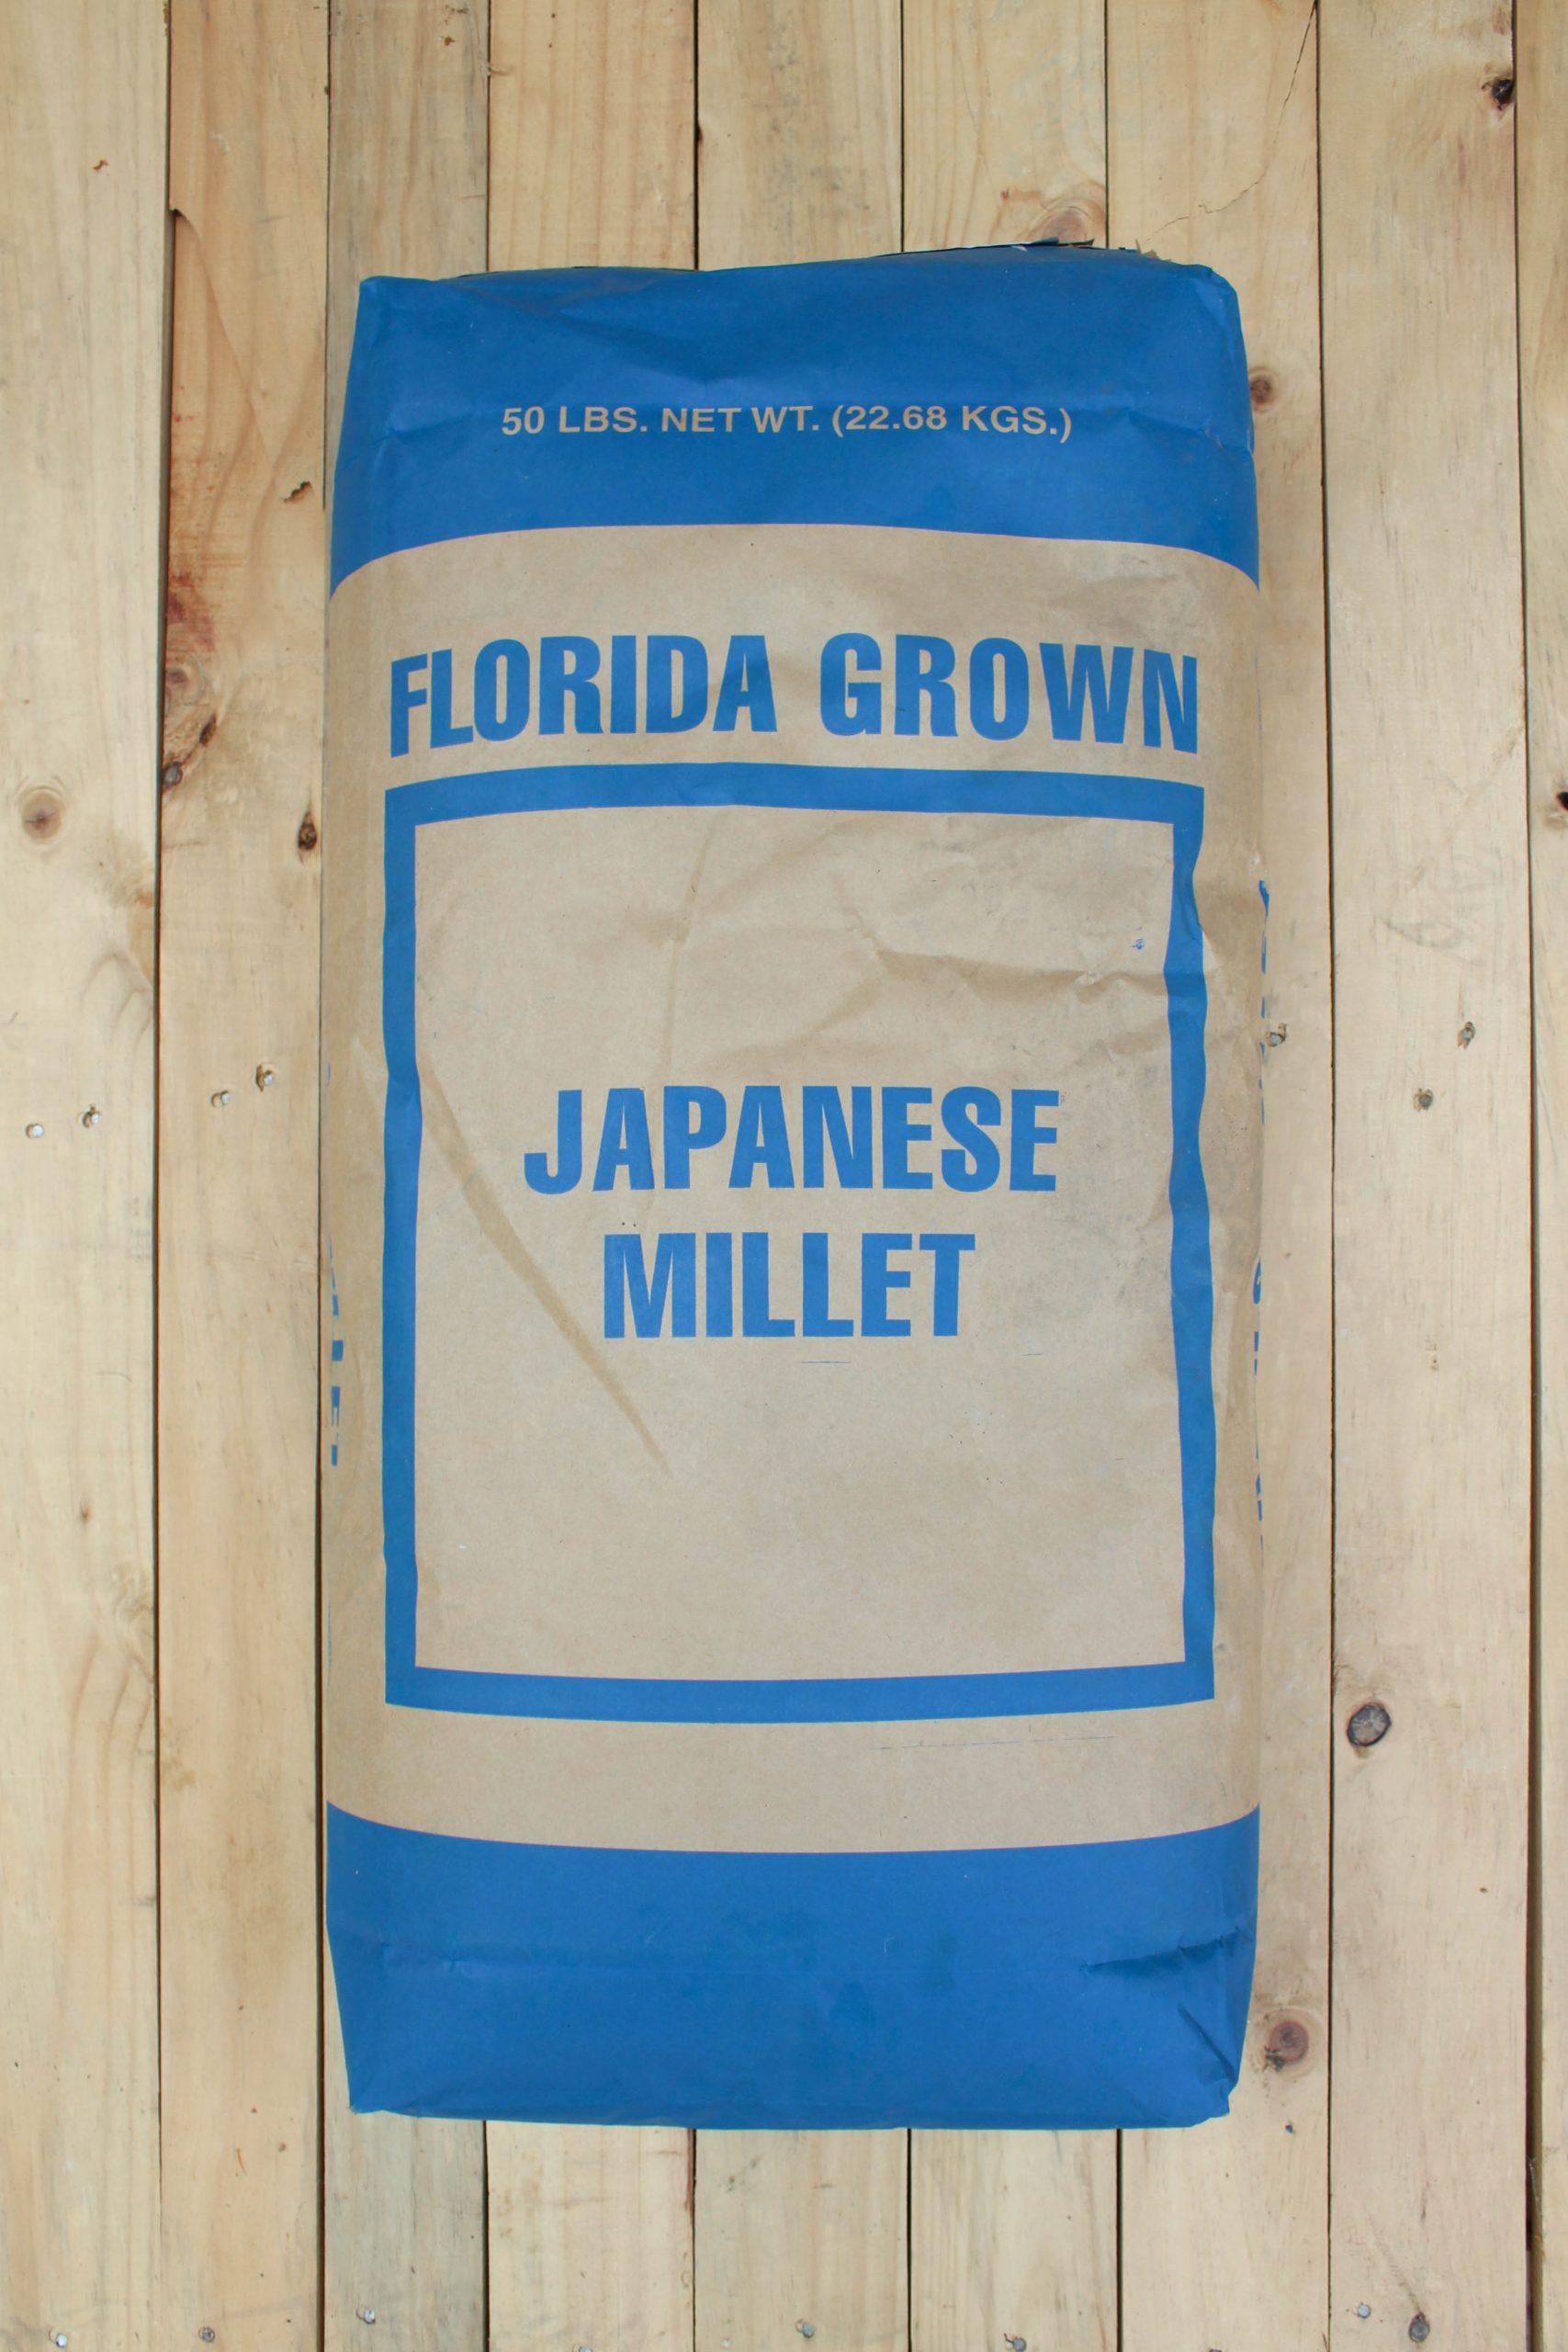 50 LBS. NET WT. (22.68 KGS.)
FLORIDA GROWN
JAPANESE
MILLET